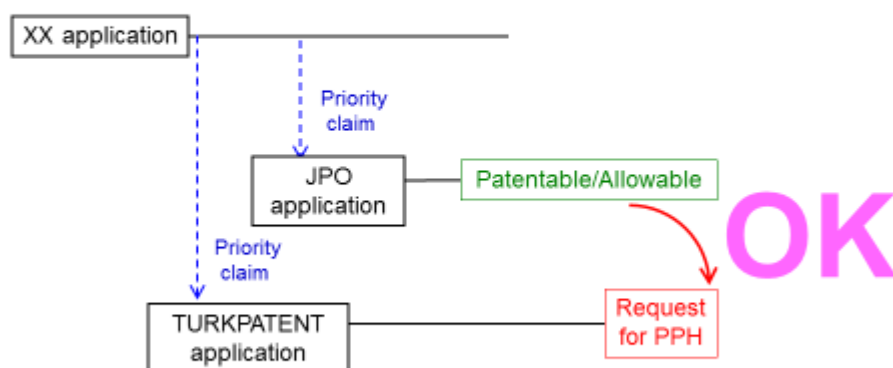 XX application
Priority
claim
JPO
application
Patentable/Allowable
OK
Priority
claim
TURKPATENT
application
Request
for PPH